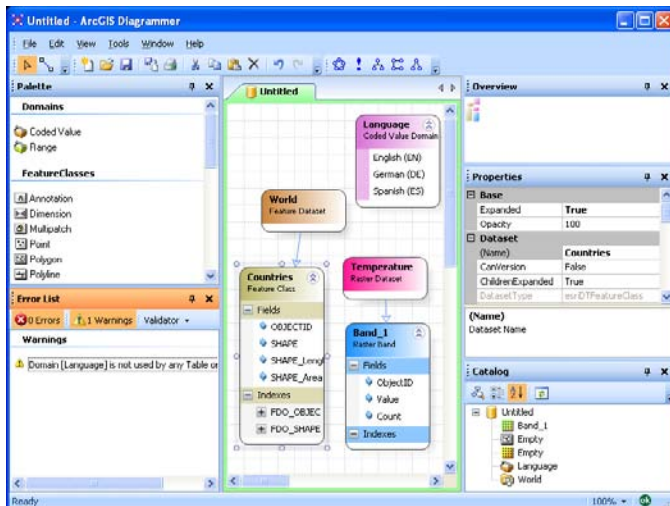 Untitled - ArcGIS Diagrammer
File Edit View Tools Window Help
Palette
Domains
Coded Value
Range
FeatureClasses
Annotation
Dimension
Multipatch
Point
Polygon
Polyline
Error List
0 Errors 1 Warnings Validator
Warnings
Domain [Language] is not used by any Table or
Untitled
Language
Coded Value Domain
English (EN)
German (DE)
Spanish (ES)
World
Feature Dataset
Countries
Feature Class
Fields
OBJECTID
SHAPE
SHAPE_Leng
SHAPE_Area
Indexes
FDO_OBJEC
FDO_SHAPE
Temperature
Raster Dataset
Band_1
Raster Band
Fields
ObjectID
Value
Count
Indexes
Overview
Properties
Base
Expanded True
Opacity 100
Dataset
(Name) Countries
CanVersion False
ChildrenExpanded True
DatasetType esriDTFeatureClass
(Name)
Dataset Name
Catalog
Untitled
Band_1
Empty
Empty
Language
World
Ready
100%
ok